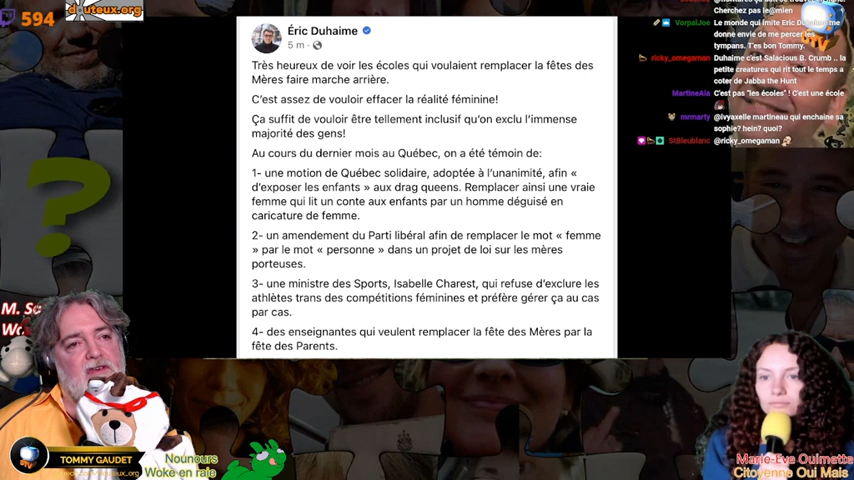 594
douteux.org
Éric Duhaime
5 m
Très heureux de voir les écoles qui voulaient remplacer la fêtes des
Mères faire marche arrière.
C'est assez de vouloir effacer la réalité féminine!
Ça suffit de vouloir être tellement inclusif qu'on exclu l'immense
majorité des gens!
Au cours du dernier mois au Québec, on a été témoin de:
1- une motion de Québec solidaire, adoptée à l'unanimité, afin «
d'exposer les enfants » aux drag queens. Remplacer ainsi une vraie
femme qui lit un conte aux enfants par un homme déguisé en
caricature de femme.
2- un amendement du Parti libéral afin de remplacer le mot « femme
» par le mot « personne » dans un projet de loi sur les mères
porteuses.
3- une ministre des Sports, Isabelle Charest, qui refuse d'exclure les
athlètes trans des compétitions féminines et préfère gérer ça au cas
par cas.
4- des enseignantes qui veulent remplacer la fête des Mères par la
fête des Parents.
Cherchez pas le
VorpalJoe
Le monde qui imite Eric Duhaime me
donne envie de me percer les
tympans. T'es bon Tommy.
ricky_omegaman
Duhaime c'est Salacious B. Crumb .. la
petite creatures qui rit tout le temps a
coter de Jabba the Hunt
MartineAla
C'est pas "les écoles" ! C'est une école
mrmarty
@ivyaxelle martineau qui enchaine sa
sophie? hein? quoi?
StBleublanc
@ricky_omegaman
?
M.
TOMMY GAUDET
Nounours
Woke en raie
Marie-Ève Ouimette
Citoyenne Oui Mais